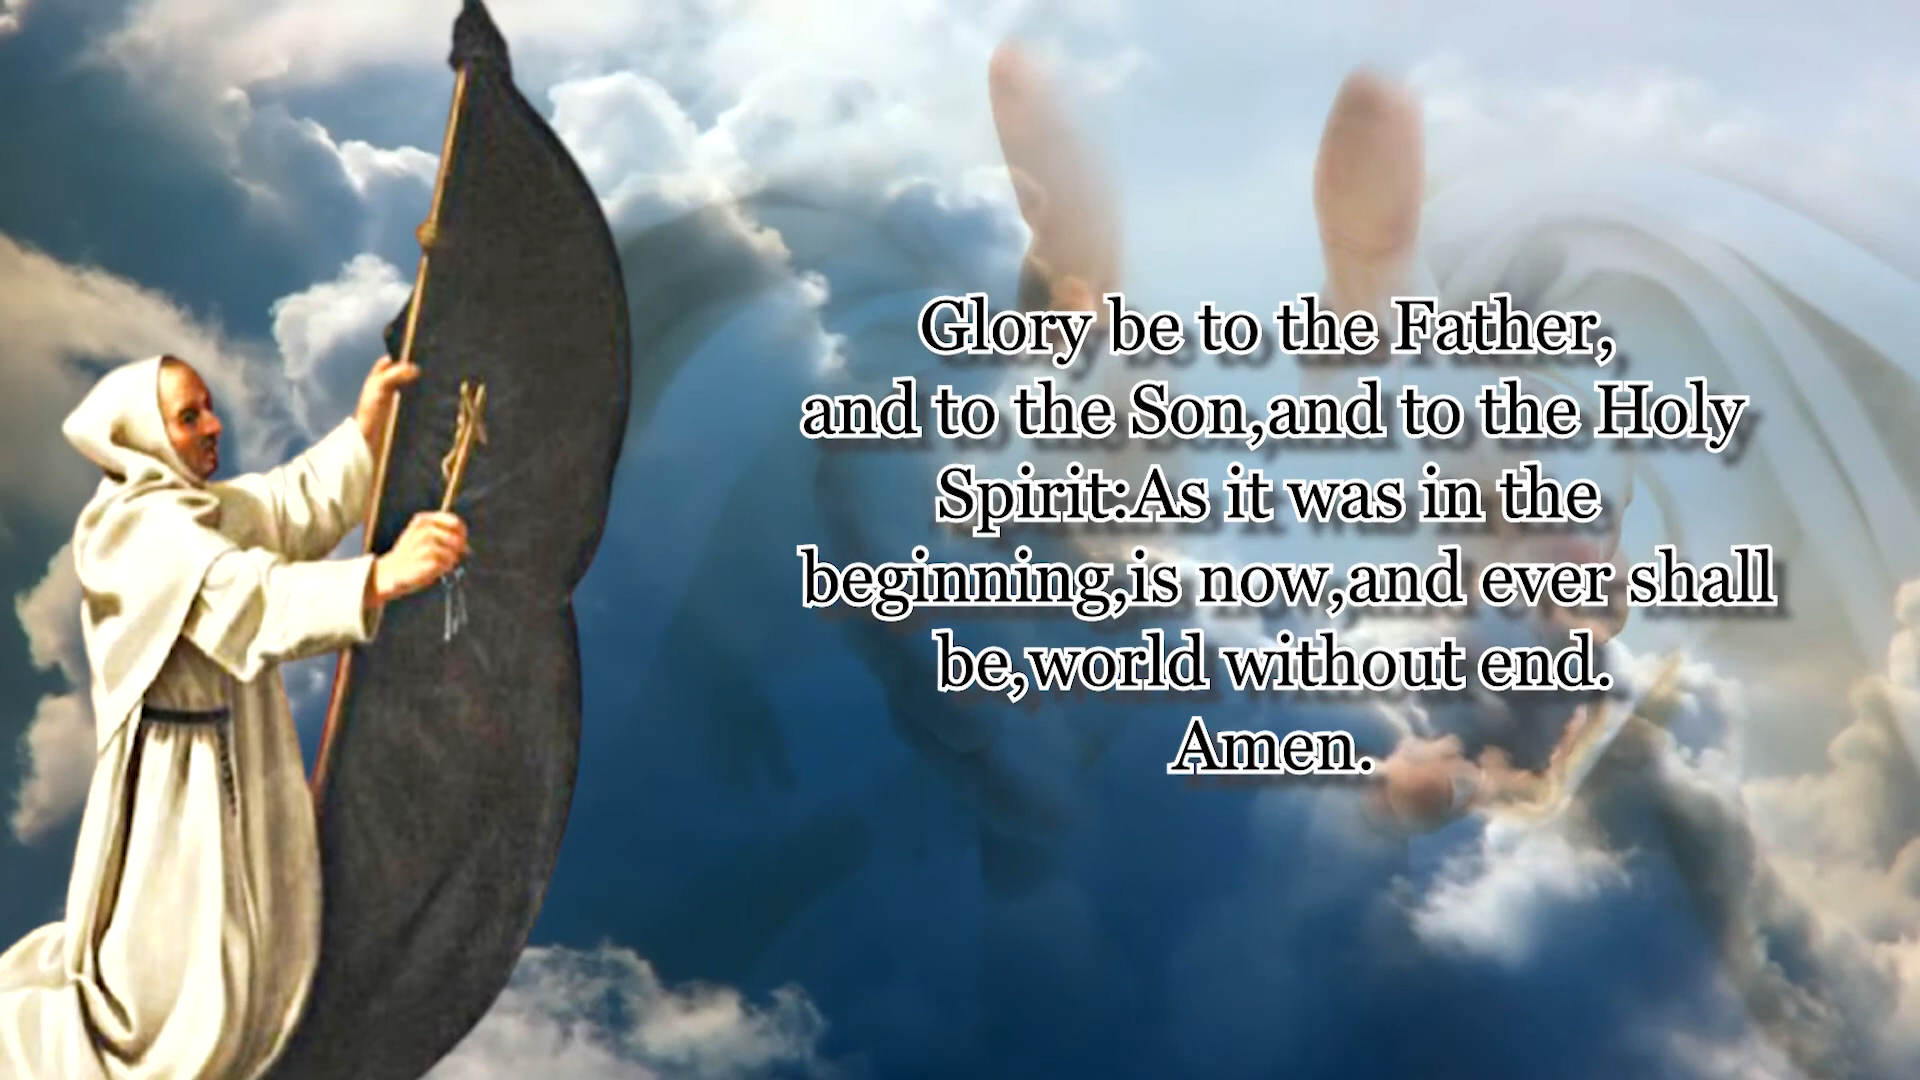 Glory be to the Father,
and to the Son,and to the Holy
Spirit:As it was in the
beginning,is now,and ever shall
be,world without end.
Amen.